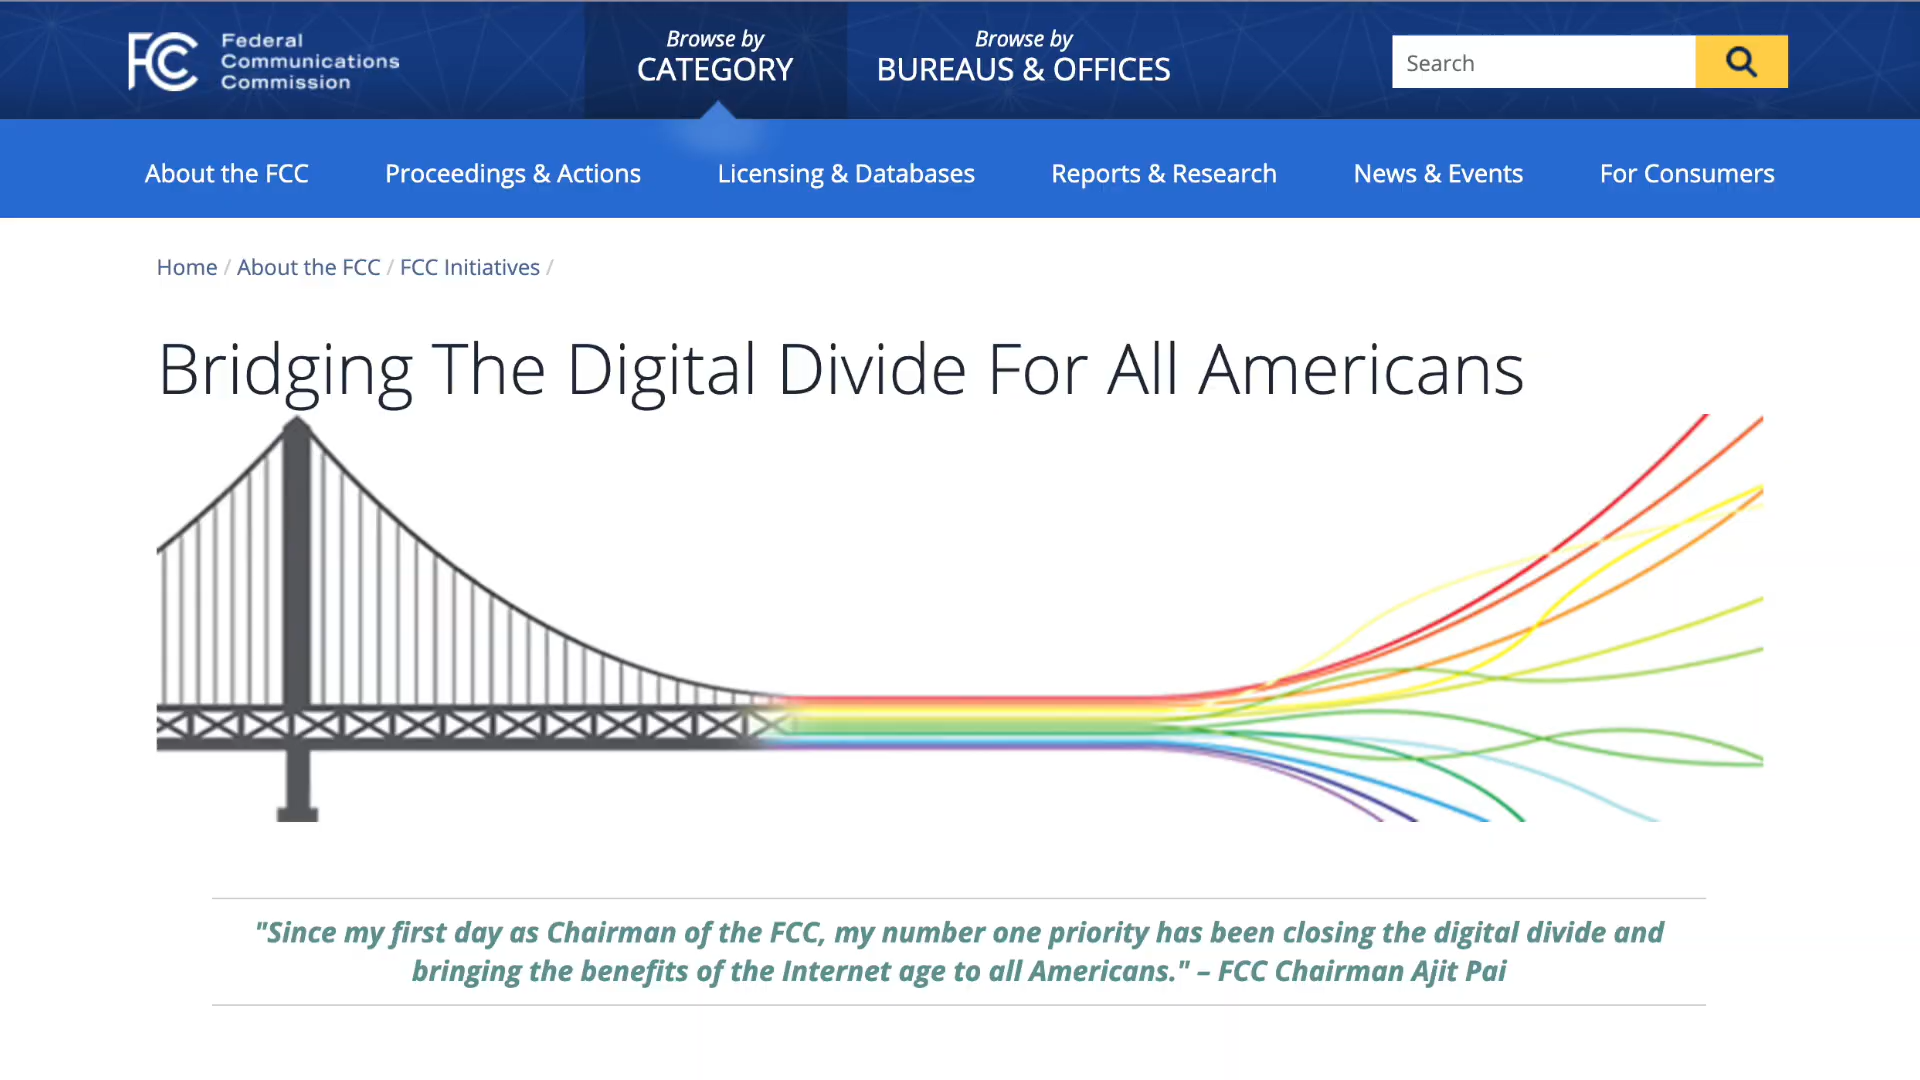 FCC
Federal
Communications
Commission
Browse by
CATEGORY
Browse by
BUREAUS & OFFICES
Search
About the FCC
Proceedings & Actions
Licensing & Databases
Reports & Research
News & Events
For Consumers
Home / About the FCC / FCC Initiatives /
Bridging The Digital Divide For All Americans
"Since my first day as Chairman of the FCC, my number one priority has been closing the digital divide and
bringing the benefits of the Internet age to all Americans." – FCC Chairman Ajit Pai